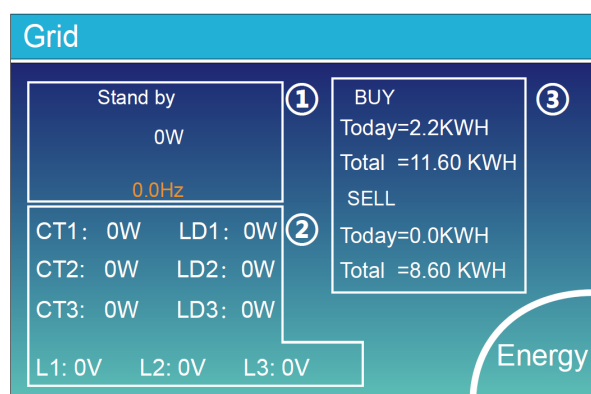 Grid
Stand by
0W
0.0Hz
①
CT1: 0W LD1: 0W
CT2: 0W LD2: 0W
CT3: 0W LD3: 0W
L1: 0V L2: 0V L3: 0V
②
BUY
Today=2.2KWH
Total =11.60 KWH
SELL
Today=0.0KWH
Total =8.60 KWH
③
Energy